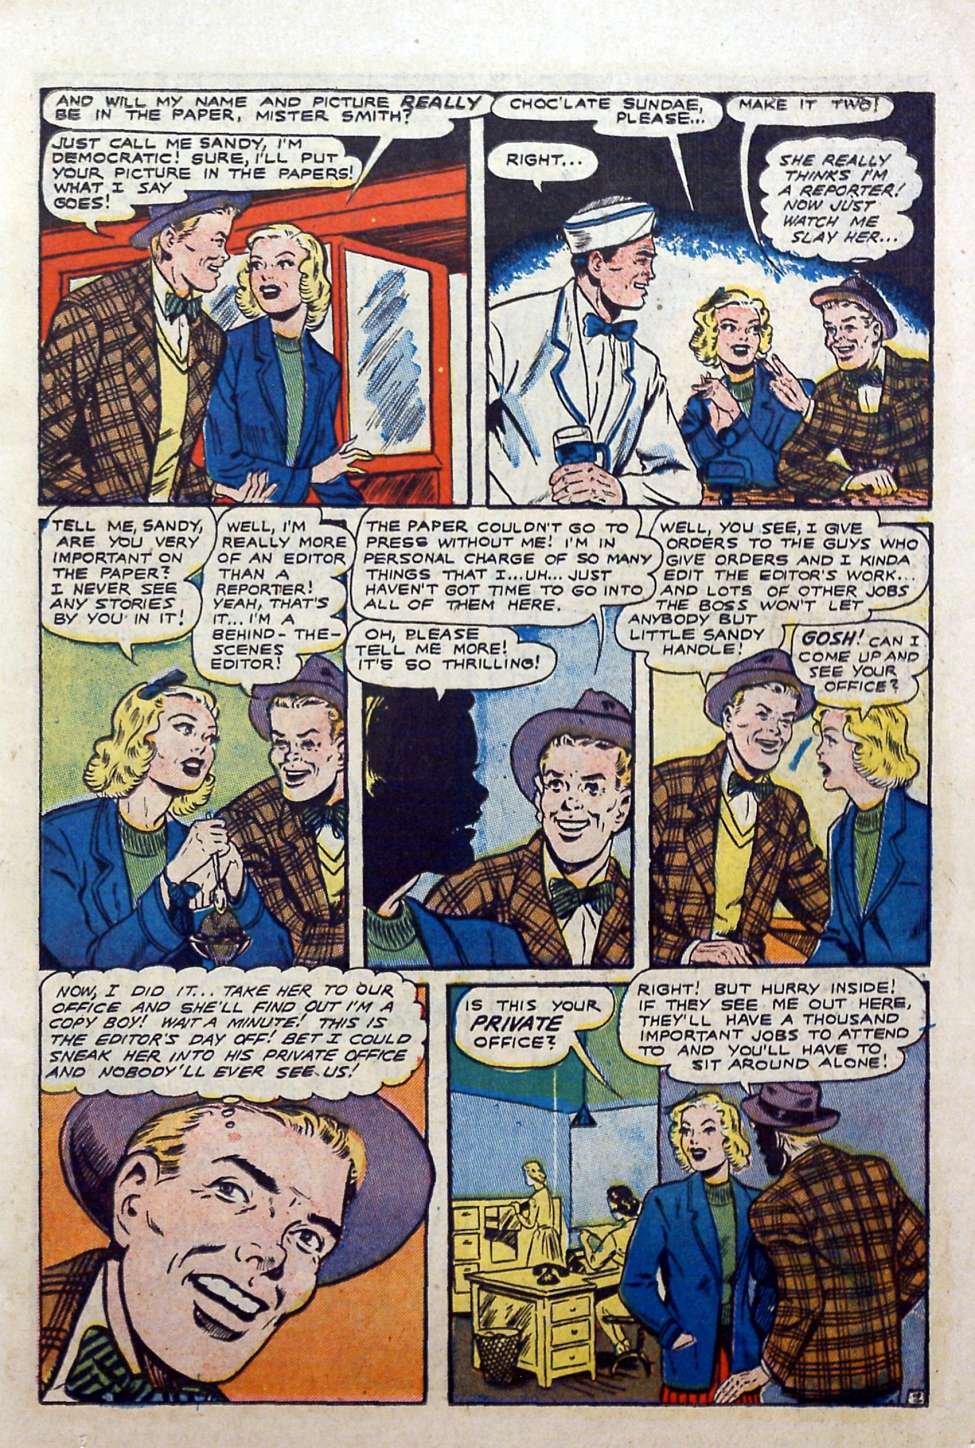 AND WILL MY NAME AND PICTURE REALLY
BE IN THE PAPER, MISTER SMITH?
JUST CALL ME SANDY, I'M
DEMOCRATIC! SURE, I'LL PUT
YOUR PICTURE IN THE PAPERS!
WHAT I SAY
GOES!
CHOC'LATE SUNDAE,
PLEASE...
RIGHT...
MAKE IT TWO!
SHE REALLY
THINKS I'M
A REPORTER!
NOW JUST
WATCH ME
SLAY HER...
TELL ME, SANDY,
ARE YOU VERY
IMPORTANT ON
THE PAPER?
I NEVER SEE
ANY STORIES
BY YOU IN IT!
WELL, I'M
REALLY MORE
OF AN EDITOR
THAN A
REPORTER!
YEAH, THAT'S
IT... I'M A
BEHIND-THE-
SCENES
EDITOR!
THE PAPER COULDN'T GO TO
PRESS WITHOUT ME! I'M IN
PERSONAL CHARGE OF SO MANY
THINGS THAT I...UH...JUST
HAVEN'T GOT TIME TO GO INTO
ALL OF THEM HERE.
OH, PLEASE
TELL ME MORE!
IT'S SO THRILLING!
WELL, YOU SEE, I GIVE
ORDERS TO THE GUYS WHO
GIVE ORDERS AND I KINDA
EDIT THE EDITOR'S WORK...
AND LOTS OF OTHER JOBS
THE BOSS WON'T LET
ANYBODY BUT
LITTLE SANDY
HANDLE!
GOSH! CAN I
COME UP AND
SEE YOUR
OFFICE?
NOW, I DID IT... TAKE HER TO OUR
OFFICE AND SHE'LL FIND OUT I'M A
COPY BOY! WAIT A MINUTE! THIS IS
THE EDITOR'S DAY OFF! BET I COULD
SNEAK HER INTO HIS PRIVATE OFFICE
AND NOBODY'LL EVER SEE US!
IS THIS YOUR
PRIVATE
OFFICE?
RIGHT! BUT HURRY INSIDE!
IF THEY SEE ME OUT HERE,
THEY'LL HAVE A THOUSAND
IMPORTANT JOBS TO ATTEND
TO AND YOU'LL HAVE TO
SIT AROUND ALONE!
2